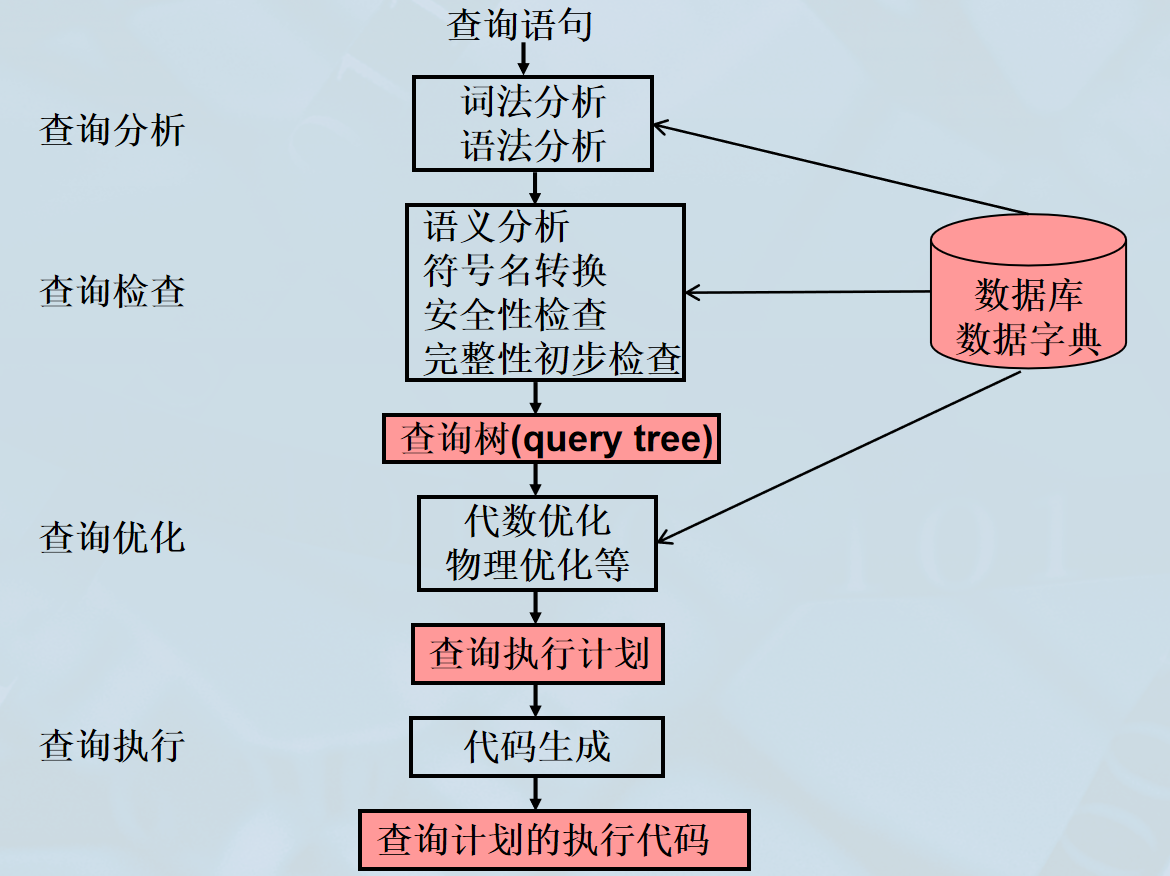 查询语句
查询分析
词法分析
语法分析
查询检查
语义分析
符号名转换
安全性检查
完整性初步检查
数据库
数据字典
查询树(query tree)
查询优化
代数优化
物理优化等
查询执行计划
查询执行
代码生成
查询计划的执行代码